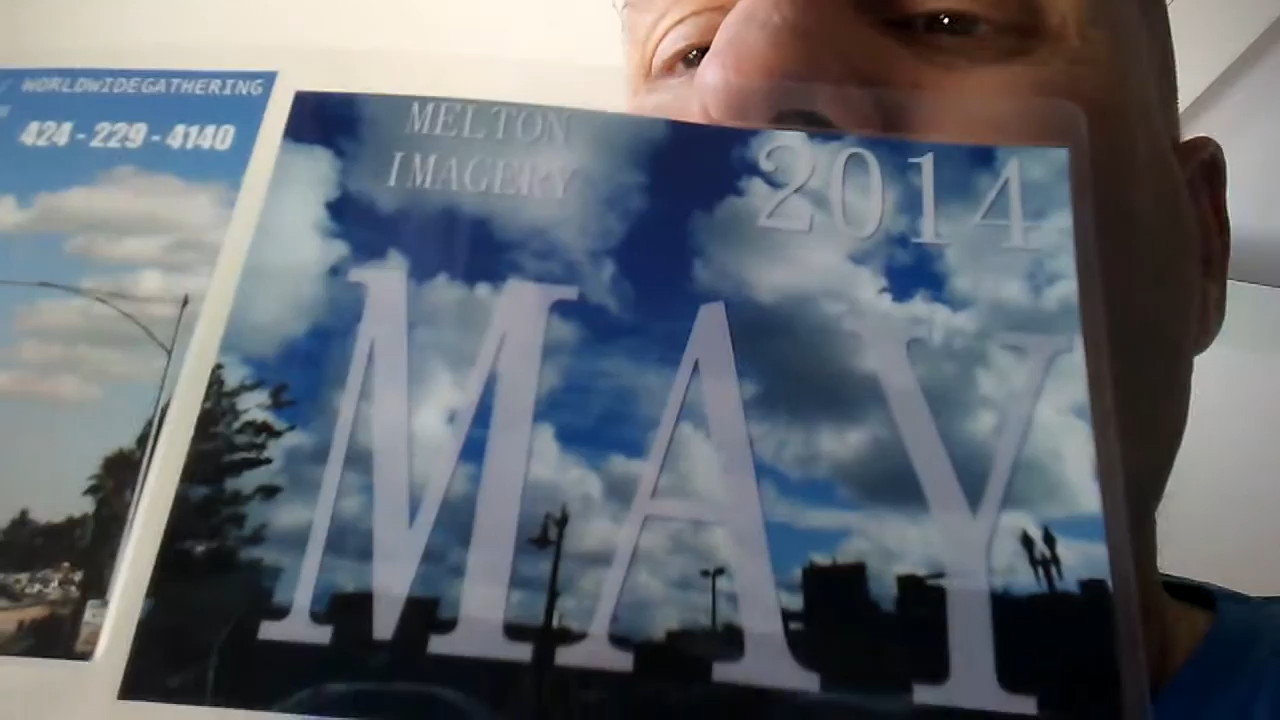 WORLDWIDEGATHERING
424-229-4140
MELTON
IMAGERY
2014
MAY